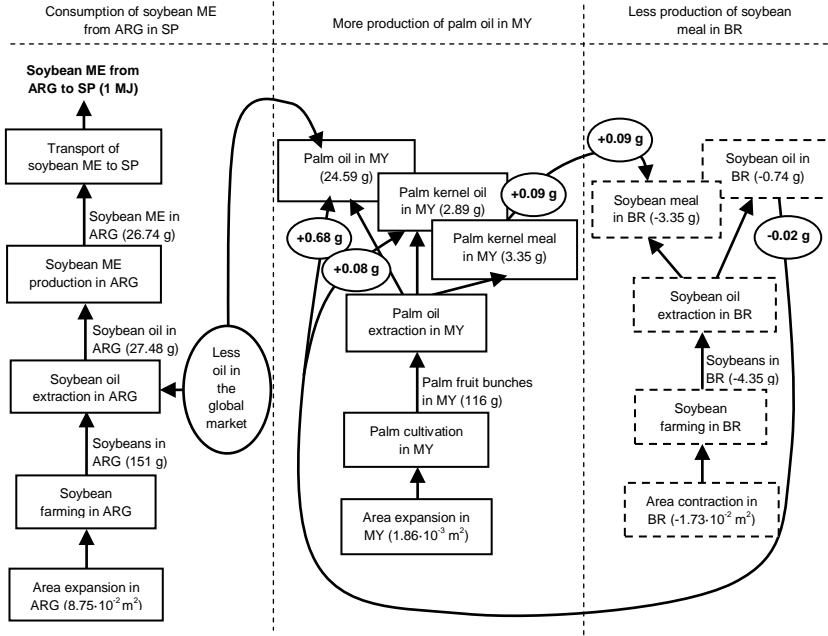 Consumption of soybean ME
from ARG in SP
Soybean ME from
ARG to SP (1 MJ)
Transport of
soybean ME to SP
Soybean ME in
ARG (26.74 g)
Soybean ME
production in ARG
Soybean oil in
ARG (27.48 g)
Soybean oil
extraction in ARG
Soybeans in
ARG (151 g)
Soybean
farming in ARG
Area expansion in
ARG (8.75·10⁻² m²)
Less
oil in
the
global
market
More production of palm oil in MY
Palm oil in MY
(24.59 g)
Palm kernel oil
in MY (2.89 g)
Palm kernel meal
in MY (3.35 g)
+0.09 g
+0.68 g
+0.08 g
Palm oil
extraction in MY
Palm fruit bunches
in MY (116 g)
Palm cultivation
in MY
Area expansion in
MY (1.86·10⁻³ m²)
Less production of soybean
meal in BR
+0.09 g
Soybean oil in
BR (-0.74 g)
Soybean meal
in BR (-3.35 g)
-0.02 g
Soybean oil
extraction in BR
Soybeans in
BR (-4.35 g)
Soybean
farming in BR
Area contraction in
BR (-1.73·10⁻² m²)